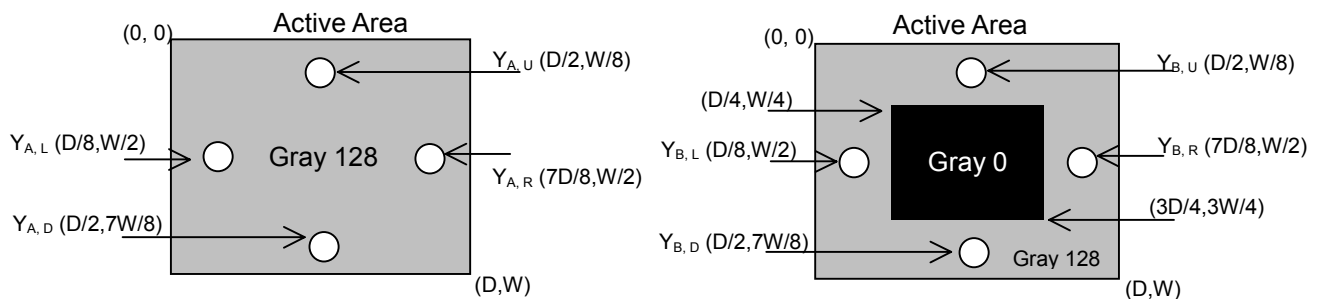 Active Area
(0, 0)
Y_A, U (D/2,W/8)
Y_A, L (D/8,W/2)
Gray 128
Y_A, R (7D/8,W/2)
Y_A, D (D/2,7W/8)
(D,W)
Active Area
(0, 0)
Y_B, U (D/2,W/8)
(D/4,W/4)
Y_B, L (D/8,W/2)
Gray 0
Y_B, R (7D/8,W/2)
(3D/4,3W/4)
Y_B, D (D/2,7W/8)
Gray 128
(D,W)